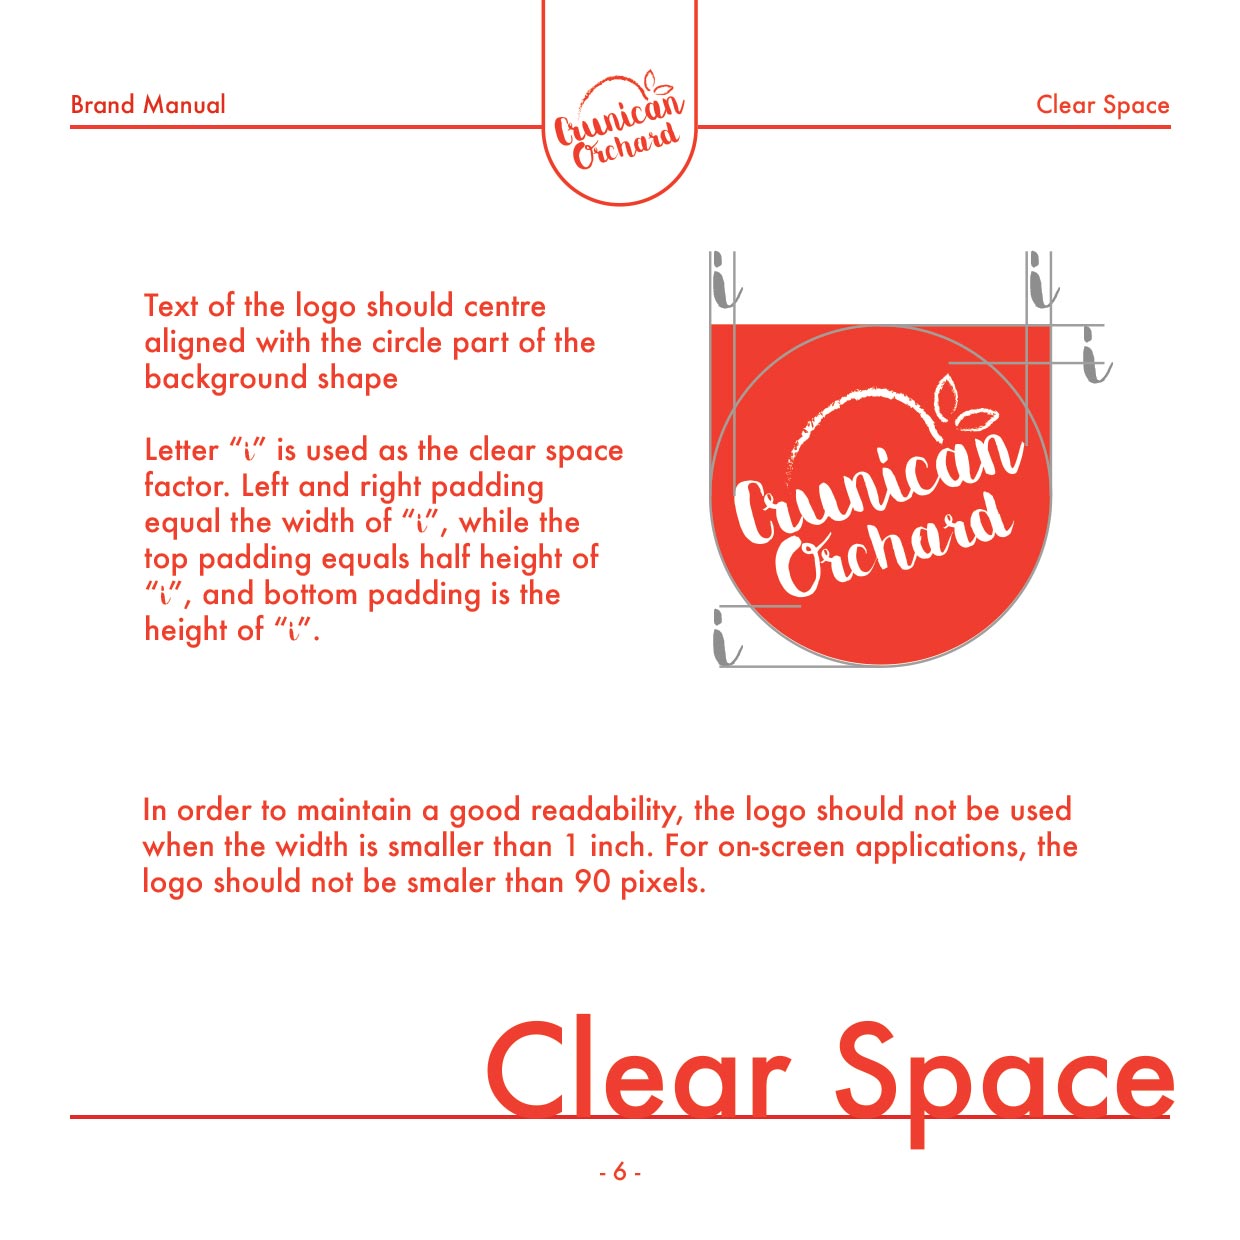 Brand Manual
Crunican
Orchard
Clear Space
Text of the logo should centre
aligned with the circle part of the
background shape
Letter “i” is used as the clear space
factor. Left and right padding
equal the width of “i”, while the
top padding equals half height of
“i”, and bottom padding is the
height of “i”.
i
i
i
Crunican
Orchard
i
In order to maintain a good readability, the logo should not be used
when the width is smaller than 1 inch. For on-screen applications, the
logo should not be smaler than 90 pixels.
Clear Space
- 6 -